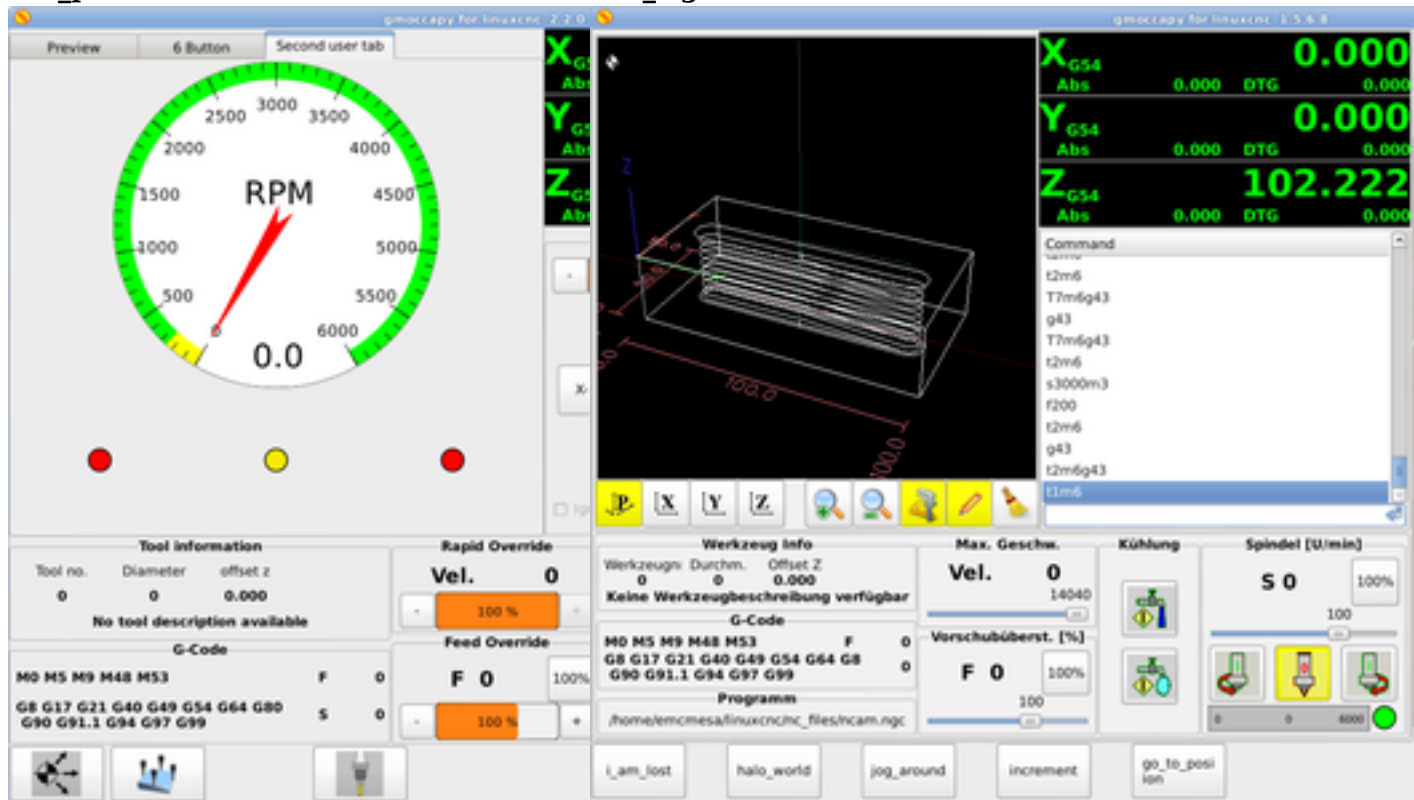 gmoccapy for linuxcnc 2.2.0
Preview
6 Button
Second user tab
0
500
1000
1500
2000
2500
3000
3500
4000
4500
5000
5500
6000
RPM
0.0
X
Abs
Y
Abs
Z
Abs
-
X-
Tool information
Tool no. Diameter offset z
0 0 0.000
No tool description available
Rapid Override
Vel. 0
- 100 % +
G-Code
M0 M5 M9 M48 M53 F 0
G8 G17 G21 G40 G49 G54 G64 G80
G90 G91.1 G94 G97 G99 S 0
Feed Override
F 0 100%
- 100 % +
gmoccapy for linuxcnc 1.5.6.8
Z
100.0
100.0
X G54 0.000
Abs 0.000 DTG 0.000
Y G54 0.000
Abs 0.000 DTG 0.000
Z G54 102.222
Abs 0.000 DTG 0.000
Command
t2m6
T7m6g43
g43
T7m6g43
t2m6
s3000m3
f200
t2m6
g43
t2m6g43
t1m6
P X Y Z
Werkzeug Info
Werkzeugn Durchm. Offset Z
0 0 0.000
Keine Werkzeugbeschreibung verfügbar
G-Code
M0 M5 M9 M48 M53 F 0
G8 G17 G21 G40 G49 G54 G64 G8
G90 G91.1 G94 G97 G99 0
Programm
/home/emcmesa/linuxcnc/nc_files/ncam.ngc
Max. Geschw.
Vel. 0
14040
Vorschubüberst. [%]
F 0 100%
100
Kühlung
Spindel [U/min]
S 0 100%
100
0 0 6000
i_am_lost
halo_world
jog_around
increment
go_to_posi
ion